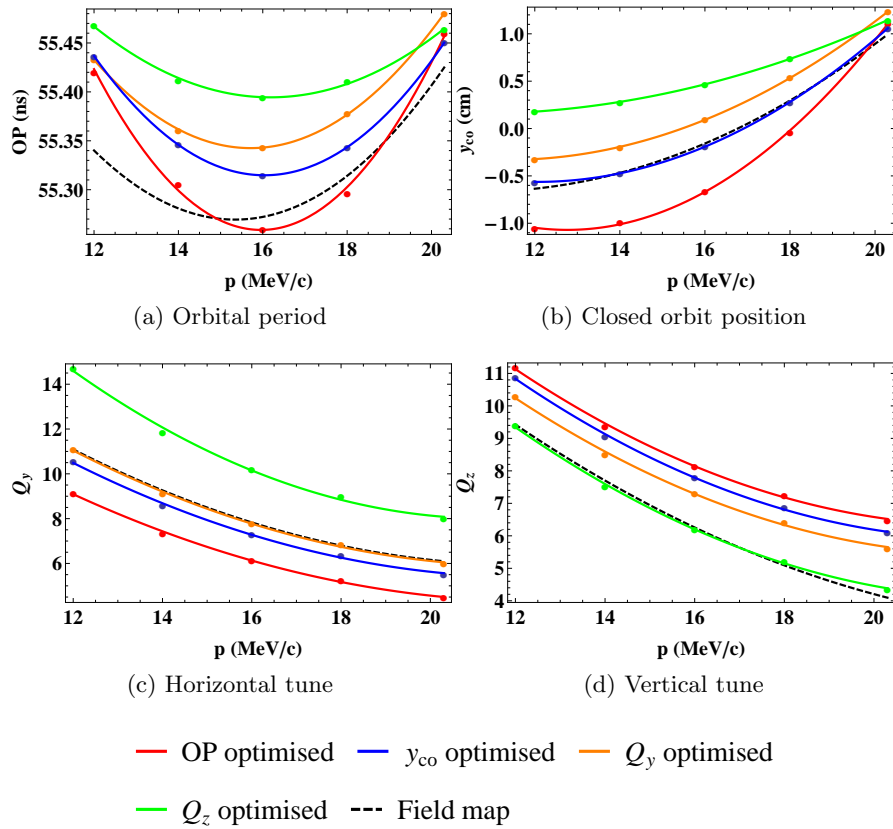 55.45
55.40
55.35
55.30
OP (ns)
12 14 16 18 20
p (MeV/c)
(a) Orbital period
1.0
0.5
0.0
−0.5
−1.0
y_co (cm)
12 14 16 18 20
p (MeV/c)
(b) Closed orbit position
14
12
10
8
6
Q_y
12 14 16 18 20
p (MeV/c)
(c) Horizontal tune
11
10
9
8
7
6
5
4
Q_z
12 14 16 18 20
p (MeV/c)
(d) Vertical tune
OP optimised y_co optimised Q_y optimised
Q_z optimised Field map